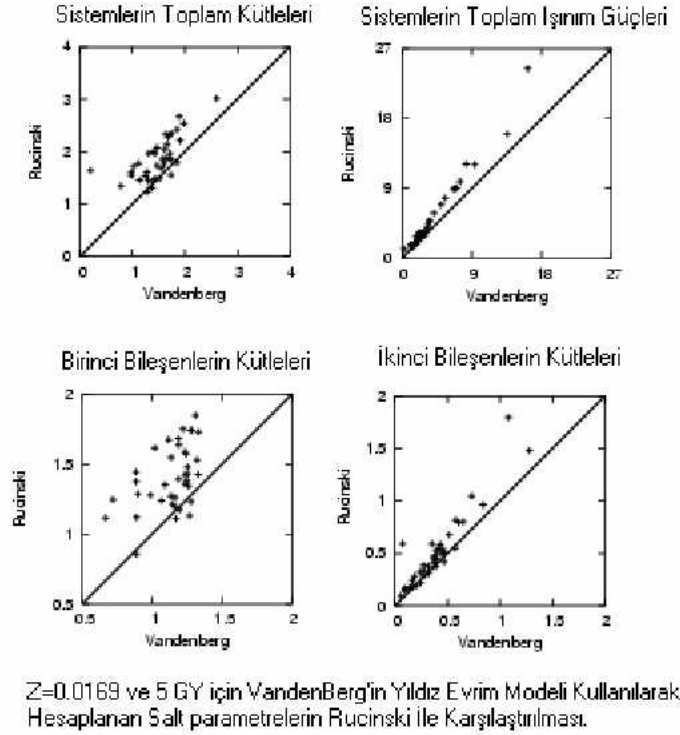 Sistemlerin Toplam Kütleleri
4
3
2
1
0
0 1 2 3 4
Rucinski
Vandenberg
Sistemlerin Toplam Işınım Güçleri
27
18
9
0
0 9 18 27
Rucinski
Vandenberg
Birinci Bileşenlerin Kütleleri
2
1.5
1
0.5
0.5 1 1.5 2
Rucinski
Vandenberg
İkinci Bileşenlerin Kütleleri
2
1.5
1
0.5
0
0 0.5 1 1.5 2
Rucinski
Vandenberg
Z=0.0169 ve 5 GY için VandenBerg'in Yıldız Evrim Modeli Kullanılarak
Hesaplanan Salt parametrelerin Rucinski İle Karşılaştırılması.